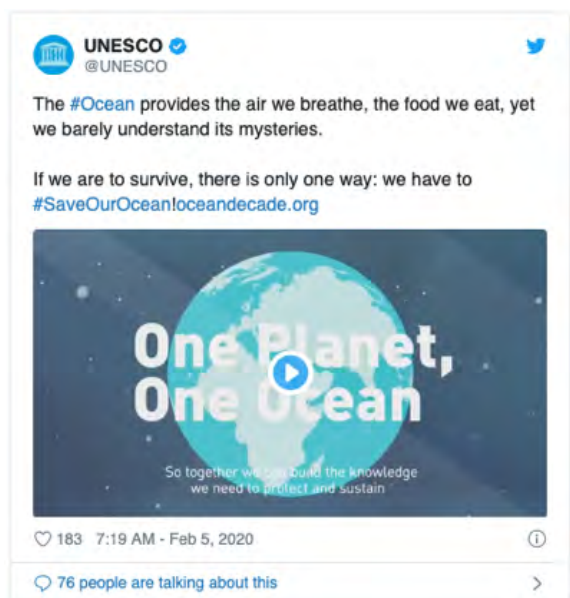 UNESCO
@UNESCO
The #Ocean provides the air we breathe, the food we eat, yet
we barely understand its mysteries.
If we are to survive, there is only one way: we have to
#SaveOurOcean!oceandecade.org
One Planet,
One Ocean
So together we can build the knowledge
we need to protect and sustain
183 7:19 AM - Feb 5, 2020
76 people are talking about this